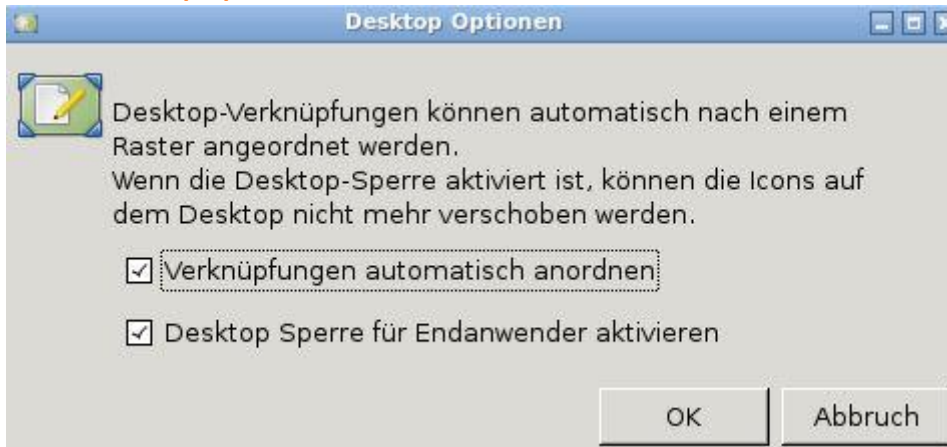 Desktop Optionen
Desktop-Verknüpfungen können automatisch nach einem
Raster angeordnet werden.
Wenn die Desktop-Sperre aktiviert ist, können die Icons auf
dem Desktop nicht mehr verschoben werden.
Verknüpfungen automatisch anordnen
Desktop Sperre für Endanwender aktivieren
OK Abbruch